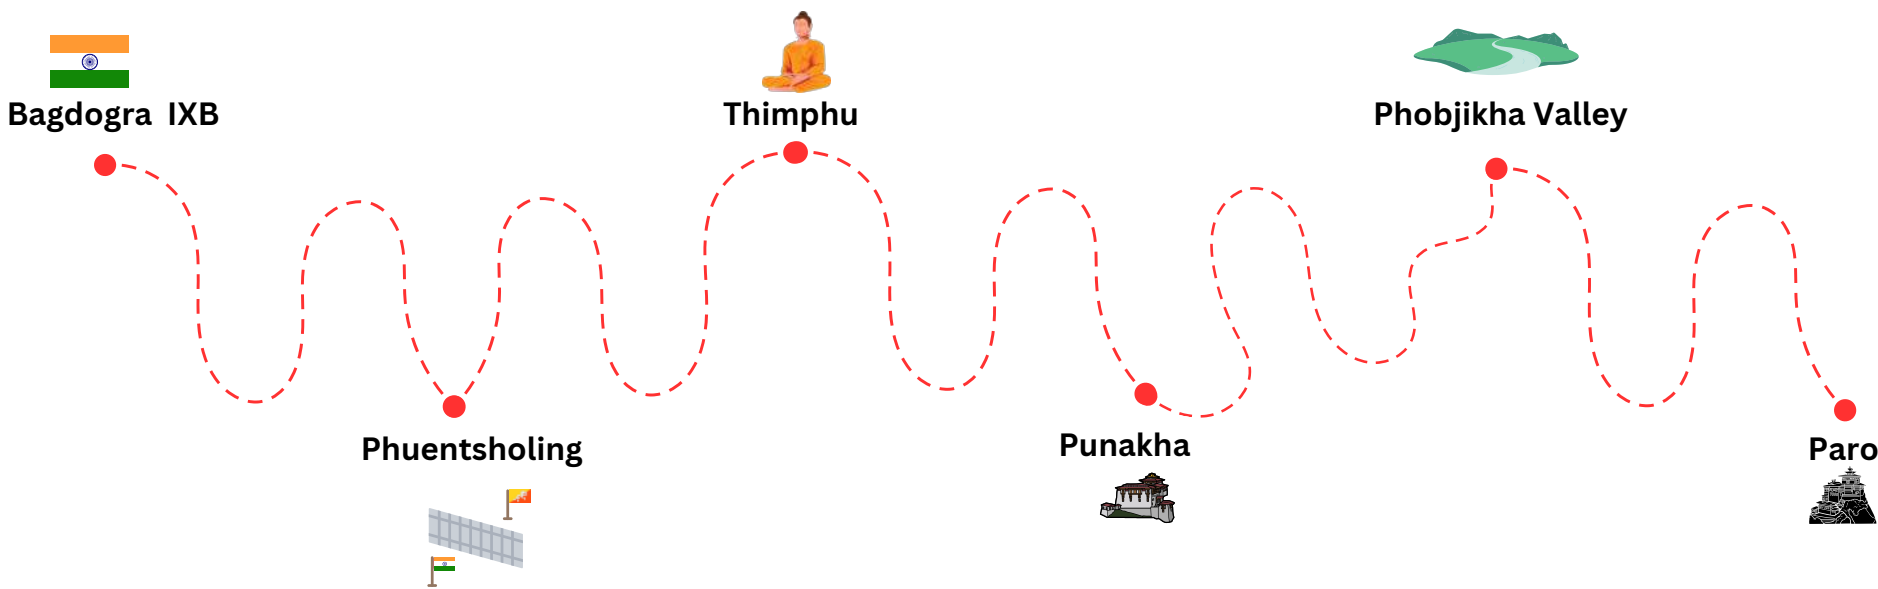 Bagdogra IXB
Thimphu
Phobjikha Valley
Phuentsholing
Punakha
Paro